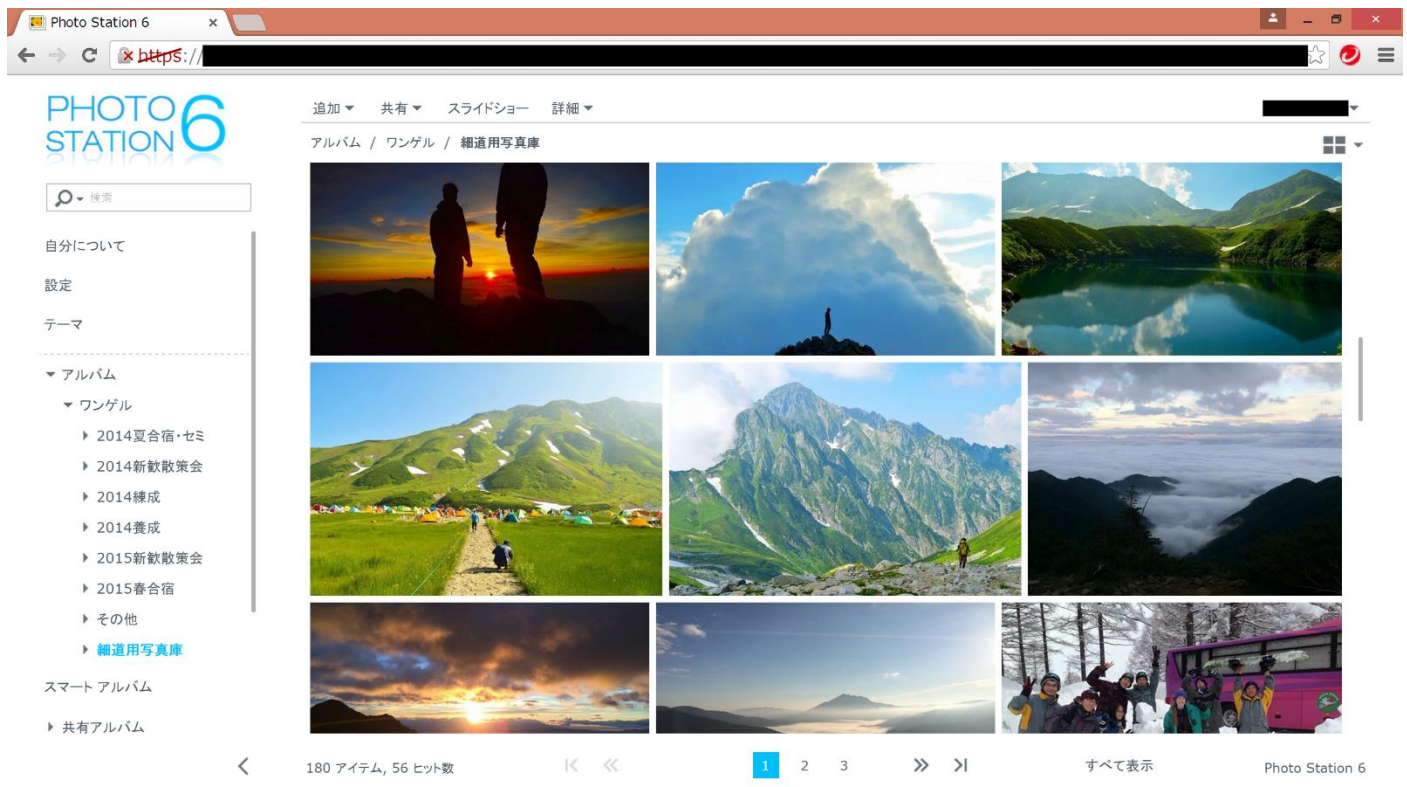 Photo Station 6
https://
PHOTO STATION 6
追加 共有 スライドショー 詳細
アルバム / ワンゲル / 細道用写真庫
検索
自分について
設定
テーマ
アルバム
ワンゲル
2014夏合宿・セミ
2014新歓散策会
2014練成
2014養成
2015新歓散策会
2015春合宿
その他
細道用写真庫
スマート アルバム
共有アルバム
180 アイテム, 56 ヒット数
1 2 3
すべて表示
Photo Station 6